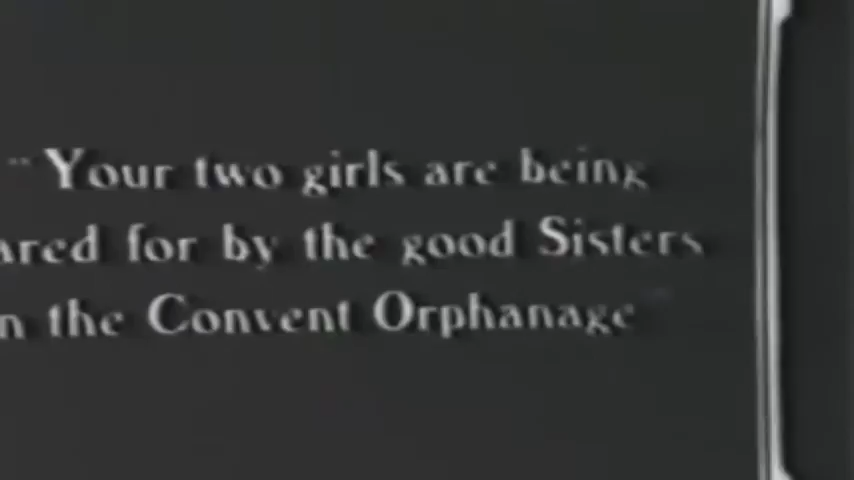 "Your two girls are being
ared for by the good Sisters
n the Convent Orphanage"